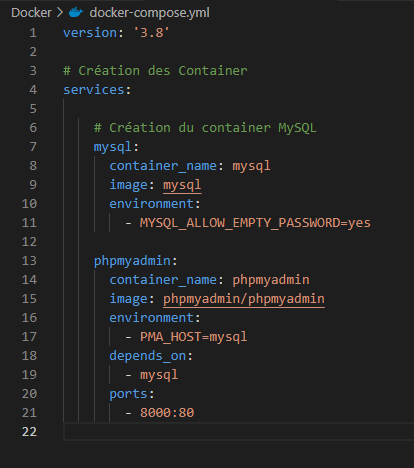 Docker > docker-compose.yml
1 version: '3.8'
2
3 # Création des Container
4 services:
5
6 # Création du container MySQL
7 mysql:
8 container_name: mysql
9 image: mysql
10 environment:
11 - MYSQL_ALLOW_EMPTY_PASSWORD=yes
12
13 phpmyadmin:
14 container_name: phpmyadmin
15 image: phpmyadmin/phpmyadmin
16 environment:
17 - PMA_HOST=mysql
18 depends_on:
19 - mysql
20 ports:
21 - 8000:80
22